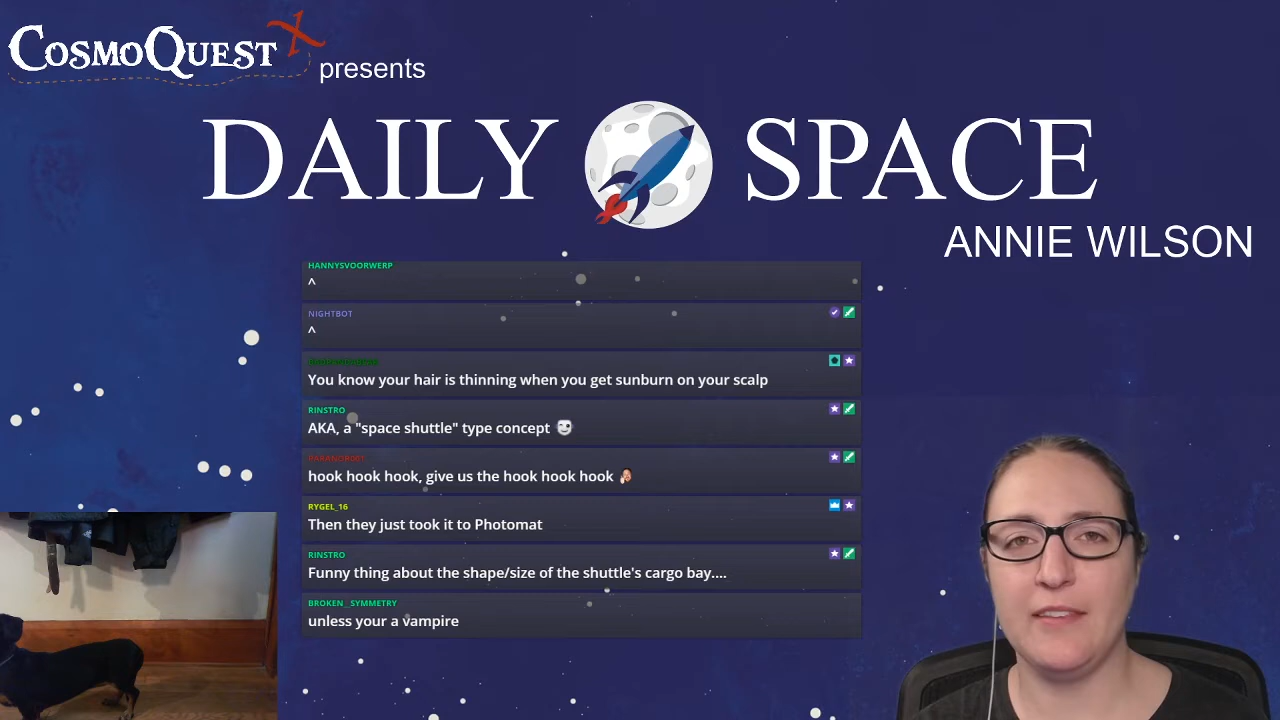 CosmoQuest X
presents
DAILY SPACE
ANNIE WILSON
HANNYSVOORWERP
^
NIGHTBOT
^
You know your hair is thinning when you get sunburn on your scalp
RINSTRO
AKA, a "space shuttle" type concept
hook hook hook, give us the hook hook hook
RYGEL_16
Then they just took it to Photomat
RINSTRO
Funny thing about the shape/size of the shuttle's cargo bay....
BROKEN_SYMMETRY
unless your a vampire